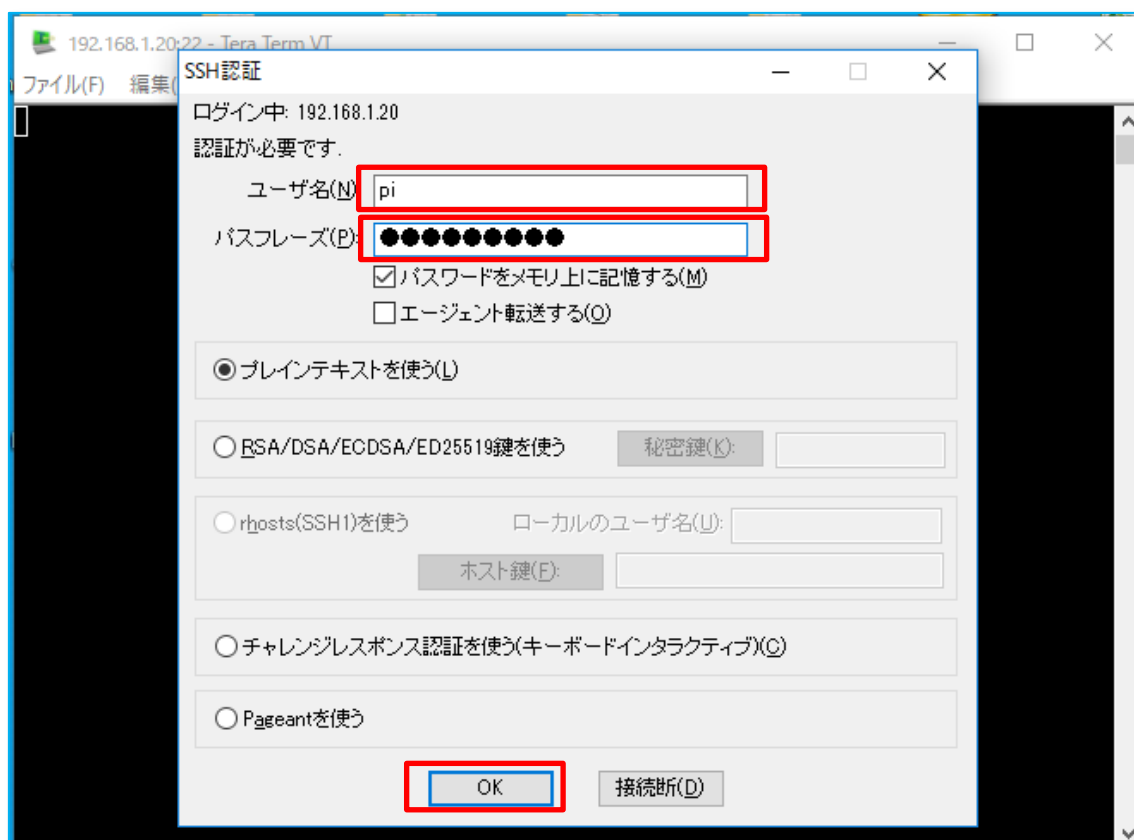 192.168.1.20:22 - Tera Term VT
ファイル(F) 編集(
SSH認証
ログイン中: 192.168.1.20
認証が必要です.
ユーザ名(N) pi
パスフレーズ(P): ●●●●●●●●●
パスワードをメモリ上に記憶する(M)
エージェント転送する(O)
プレインテキストを使う(L)
RSA/DSA/ECDSA/ED25519鍵を使う 秘密鍵(K):
rhosts(SSH1)を使う ローカルのユーザ名(U):
ホスト鍵(F):
チャレンジレスポンス認証を使う(キーボードインタラクティブ)(C)
Pageantを使う
OK 接続断(D)